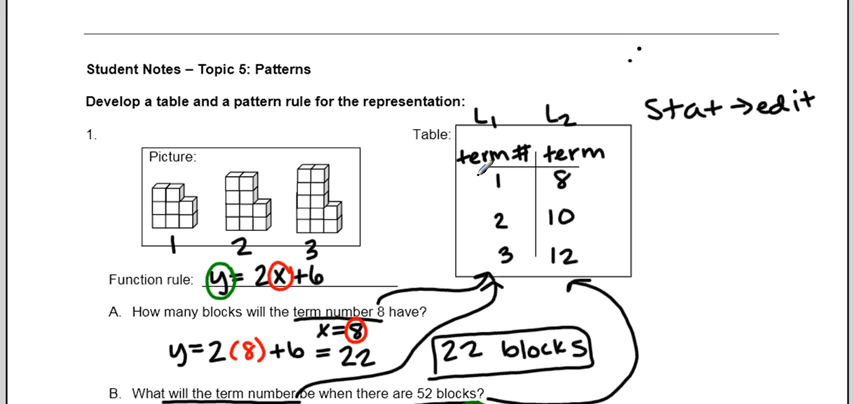 Student Notes – Topic 5: Patterns
Develop a table and a pattern rule for the representation:
L1 L2
Stat→edit
1.
Picture:
Table:
term# term
1 8
2 10
3 12
1 2 3
Function rule: y = 2(x)+6
A. How many blocks will the term number 8 have?
x=8
y=2(8)+6 = 22
22 blocks
B. What will the term number be when there are 52 blocks?